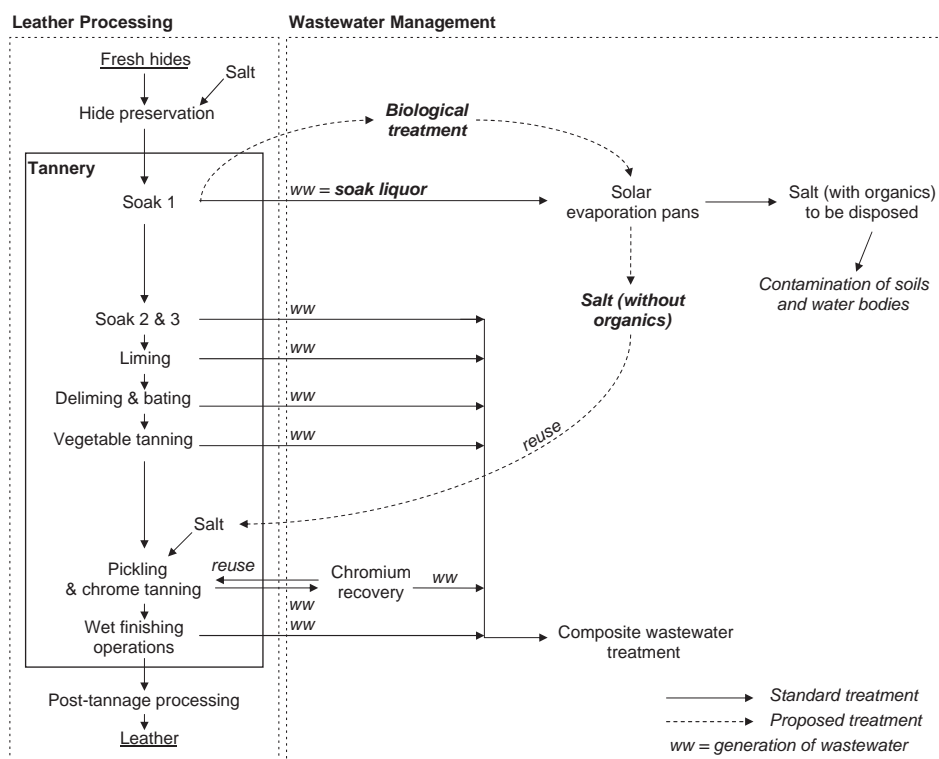 Leather Processing
Wastewater Management
Fresh hides
Salt
Hide preservation
Biological
treatment
Tannery
Soak 1
ww = soak liquor
Solar
evaporation pans
Salt (with organics)
to be disposed
Contamination of soils
and water bodies
Salt (without
organics)
Soak 2 & 3
ww
Liming
ww
Deliming & bating
ww
Vegetable tanning
ww
reuse
Salt
Pickling
& chrome tanning
reuse
ww
Chromium
recovery
ww
Wet finishing
operations
ww
Composite wastewater
treatment
Post-tannage processing
Leather
Standard treatment
Proposed treatment
ww = generation of wastewater